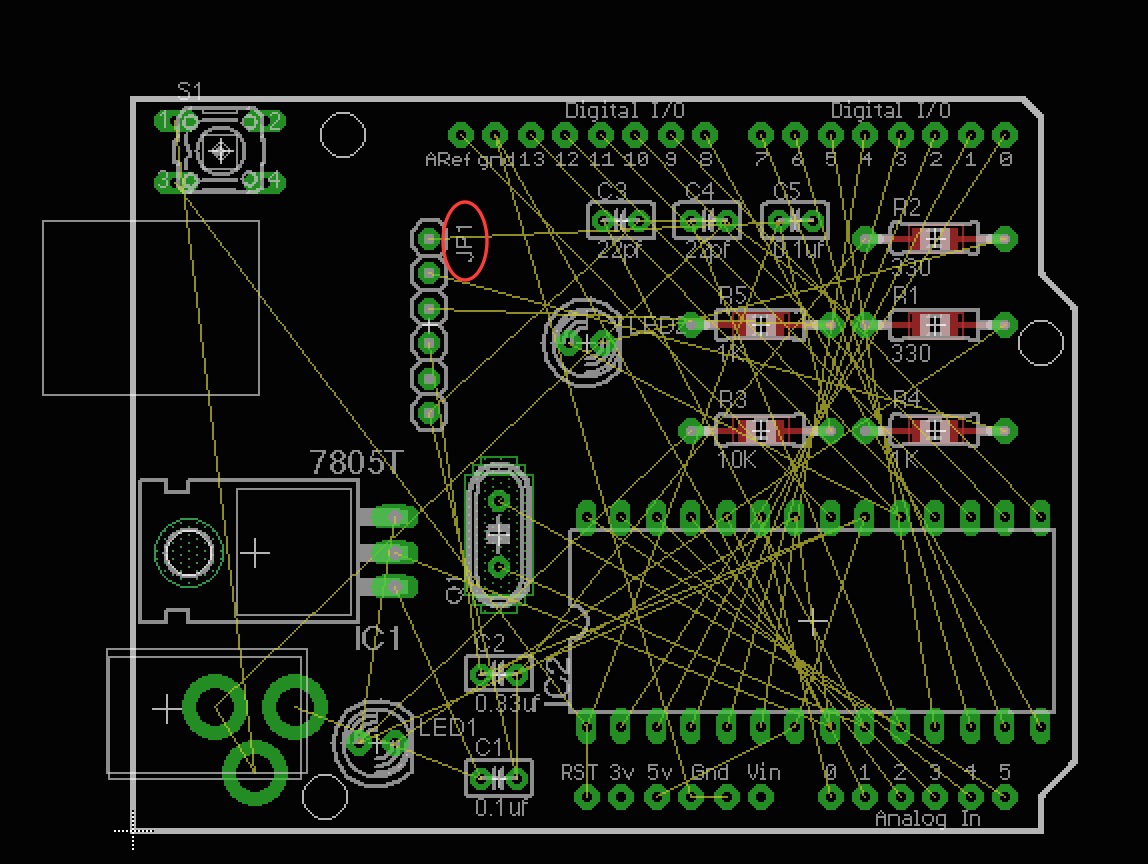 S1
1 2
3 4
Digital I/O Digital I/O
ARef gnd 13 12 11 10 9 8 7 6 5 4 3 2 1 0
C3 C4 C5
22pf 22pf 0.1uf
JP1
R2
330
R5 R1
LED2
1K 330
R3 R4
10K 1K
7805T
IC1
C2
0.33uf
IC2
LED1
C1
0.1uf
RST 3v 5v Gnd Vin 0 1 2 3 4 5
Analog In